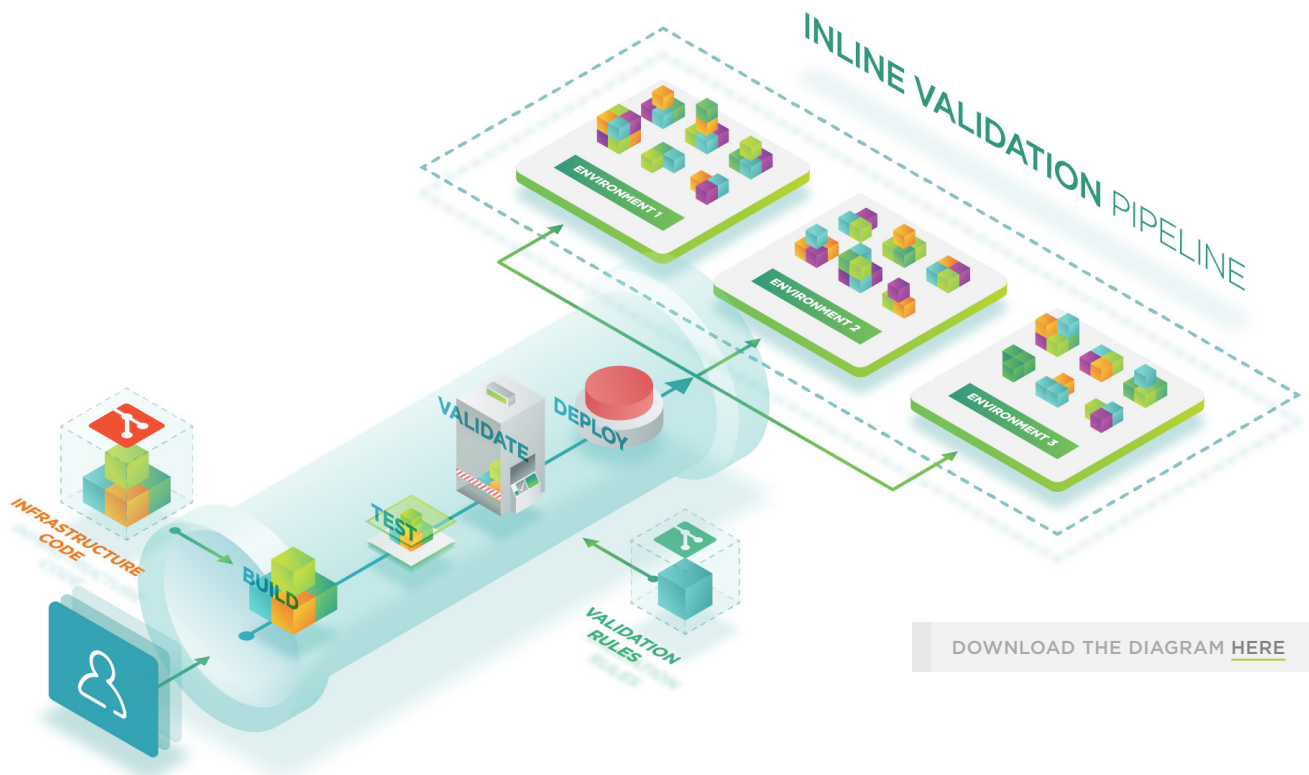 INLINE VALIDATION PIPELINE
ENVIRONMENT 1
ENVIRONMENT 2
ENVIRONMENT 3
VALIDATE
DEPLOY
TEST
BUILD
INFRASTRUCTURE
CODE
VALIDATION
RULES
DOWNLOAD THE DIAGRAM HERE